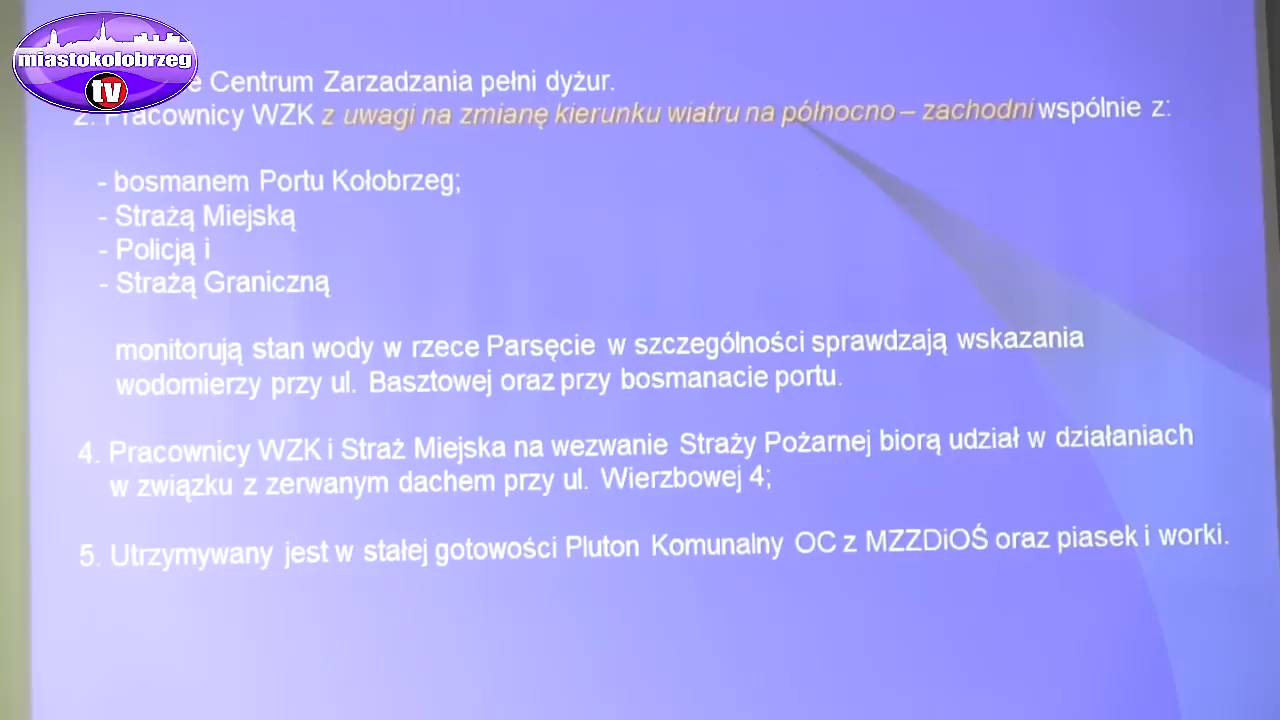 miastokolobrzeg
tv
e Centrum Zarzadzania pełni dyżur.
2. Pracownicy WZK z uwagi na zmianę kierunku wiatru na północno – zachodni wspólnie z:
- bosmanem Portu Kołobrzeg;
- Strażą Miejską
- Policją i
- Strażą Graniczną
monitorują stan wody w rzece Parsęcie w szczególności sprawdzają wskazania
wodomierzy przy ul. Basztowej oraz przy bosmanacie portu.
4. Pracownicy WZK i Straż Miejska na wezwanie Straży Pożarnej biorą udział w działaniach
w związku z zerwanym dachem przy ul. Wierzbowej 4;
5. Utrzymywany jest w stałej gotowości Pluton Komunalny OC z MZZDiOŚ oraz piasek i worki.